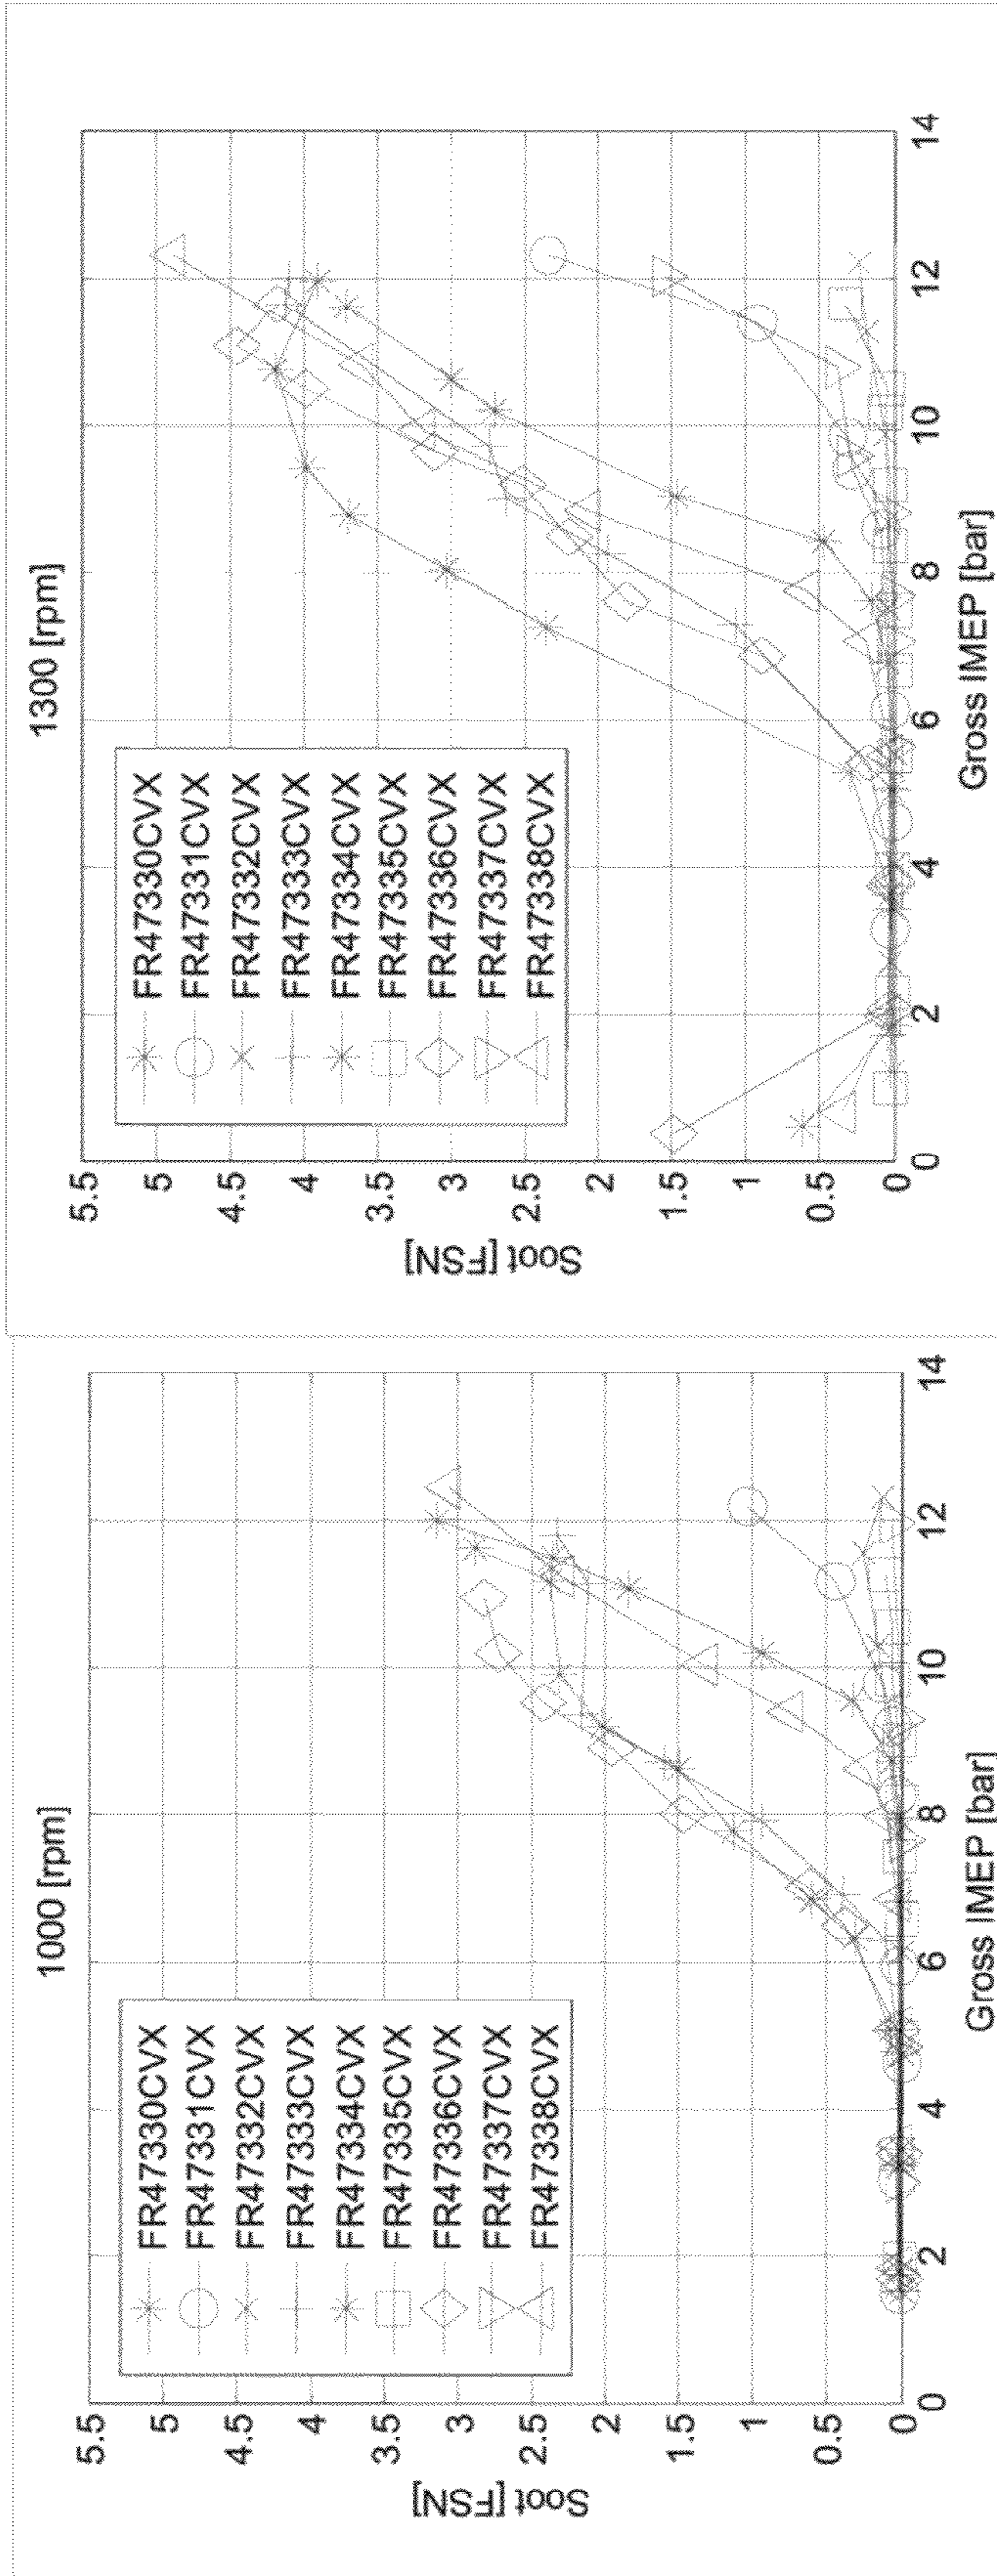 1000 [rpm]
Soot [FSN]
5.5
5
4.5
4
3.5
3
2.5
2
1.5
1
0.5
0
FR47330CVX
FR47331CVX
FR47332CVX
FR47333CVX
FR47334CVX
FR47335CVX
FR47336CVX
FR47337CVX
FR47338CVX
0 2 4 6 8 10 12 14
Gross IMEP [bar]
1300 [rpm]
Soot [FSN]
5.5
5
4.5
4
3.5
3
2.5
2
1.5
1
0.5
0
FR47330CVX
FR47331CVX
FR47332CVX
FR47333CVX
FR47334CVX
FR47335CVX
FR47336CVX
FR47337CVX
FR47338CVX
0 2 4 6 8 10 12 14
Gross IMEP [bar]